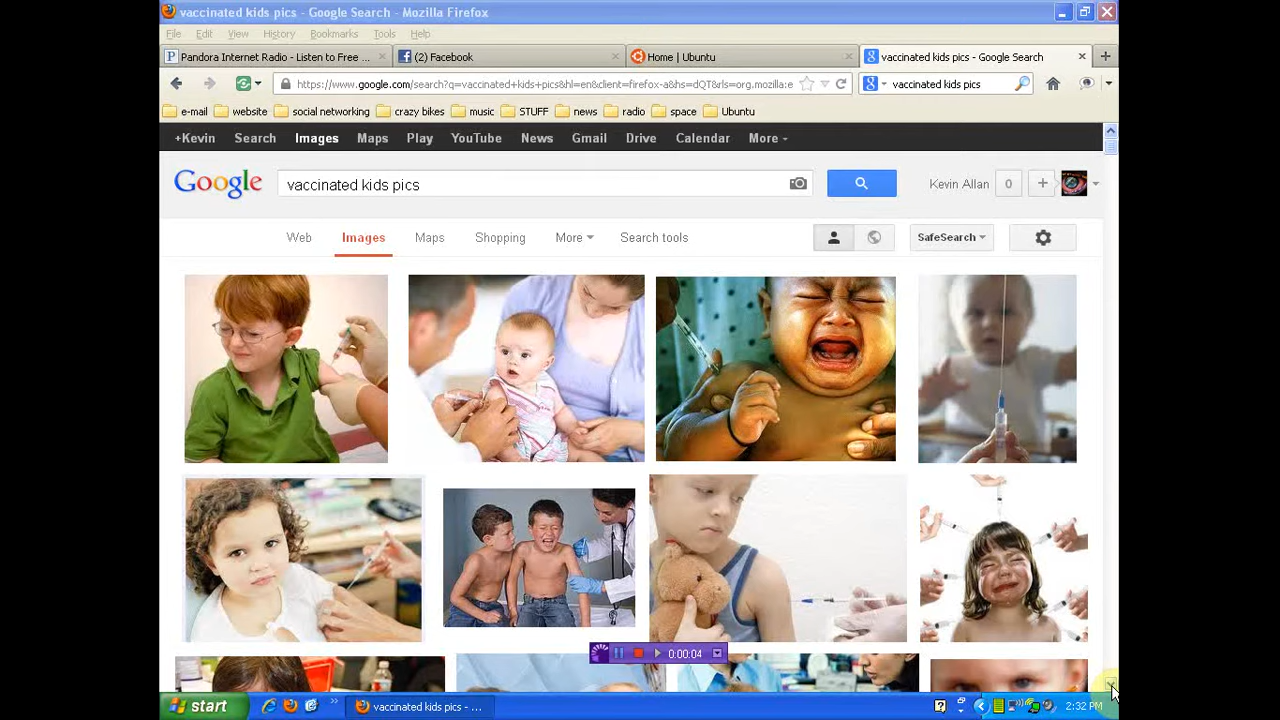 vaccinated kids pics - Google Search - Mozilla Firefox
File Edit View History Bookmarks Tools Help
Pandora Internet Radio - Listen to Free ... (2) Facebook Home | Ubuntu vaccinated kids pics - Google Search
https://www.google.com/search?q=vaccinated+kids+pics&hl=en&client=firefox-a&hs=dQT&rls=org.mozilla:e vaccinated kids pics
e-mail website social networking crazy bikes music STUFF news radio space Ubuntu
+Kevin Search Images Maps Play YouTube News Gmail Drive Calendar More
Google vaccinated kids pics Kevin Allan 0 +
Web Images Maps Shopping More Search tools SafeSearch
0:00:04
start vaccinated kids pics - ... 2:32 PM